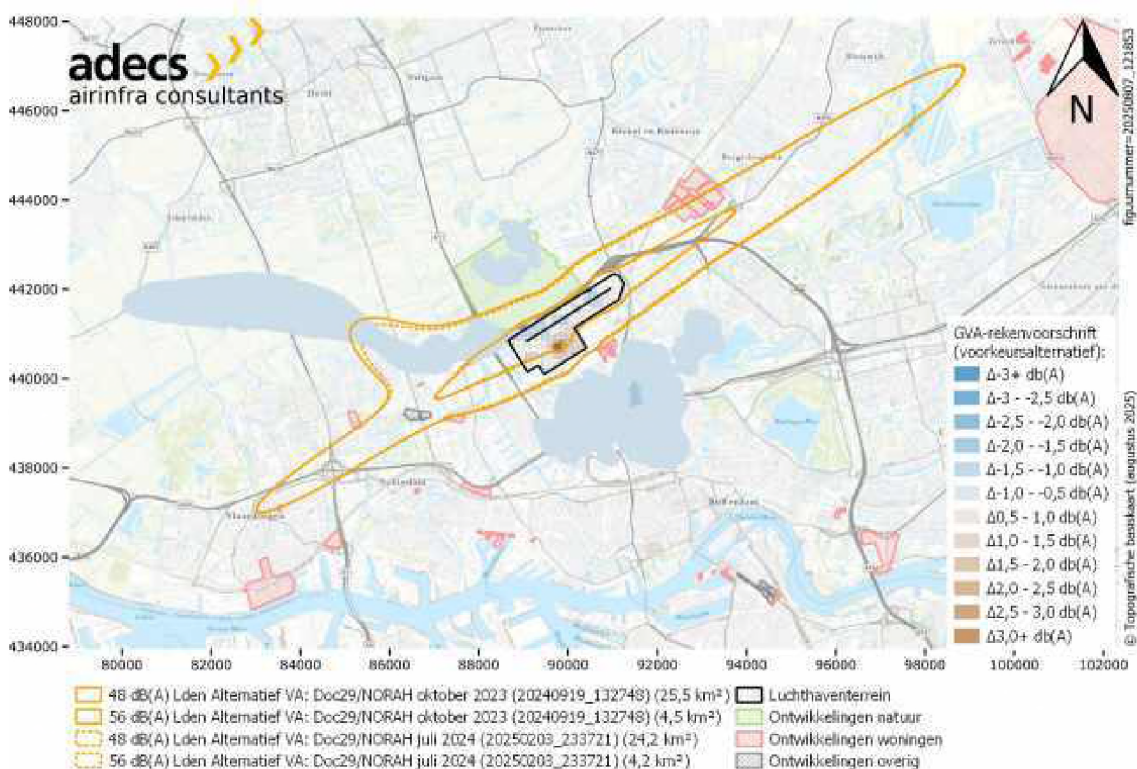 adecs
airinfra consultants
N
figuurnummer=20250807_121853
© Topografische basiskaart (augustus 2025)
448000
446000
444000
442000
440000
438000
436000
434000
80000 82000 84000 86000 88000 90000 92000 94000 96000 98000 100000 102000
Vlaardingen
Schiedam
Rotterdam
GVA-rekenvoorschrift
(voorkeursalternatief):
Δ-3+ db(A)
Δ-3 - -2,5 db(A)
Δ-2,5 - -2,0 db(A)
Δ-2,0 - -1,5 db(A)
Δ-1,5 - -1,0 db(A)
Δ-1,0 - -0,5 db(A)
Δ0,5 - 1,0 db(A)
Δ1,0 - 1,5 db(A)
Δ1,5 - 2,0 db(A)
Δ2,0 - 2,5 db(A)
Δ2,5 - 3,0 db(A)
Δ3,0+ db(A)
48 dB(A) Lden Alternatief VA: Doc29/NORAH oktober 2023 (20240919_132748) (25,5 km²)
56 dB(A) Lden Alternatief VA: Doc29/NORAH oktober 2023 (20240919_132748) (4,5 km²)
48 dB(A) Lden Alternatief VA: Doc29/NORAH juli 2024 (20250203_233721) (24,2 km²)
56 dB(A) Lden Alternatief VA: Doc29/NORAH juli 2024 (20250203_233721) (4,2 km²)
Luchthaventerrein
Ontwikkelingen natuur
Ontwikkelingen woningen
Ontwikkelingen overig